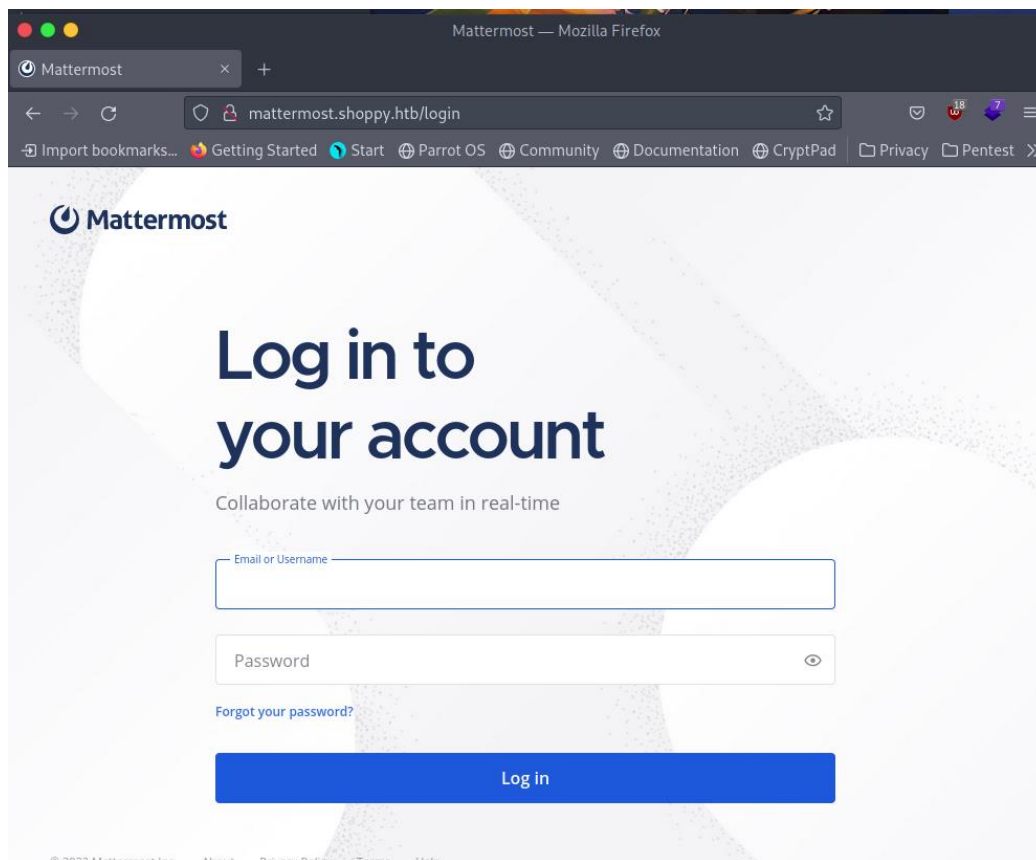 Mattermost — Mozilla Firefox
Mattermost
mattermost.shoppy.htb/login
18
7
Import bookmarks... Getting Started Start Parrot OS Community Documentation CryptPad Privacy Pentest
Mattermost
Log in to
your account
Collaborate with your team in real-time
Email or Username
Password
Forgot your password?
Log in